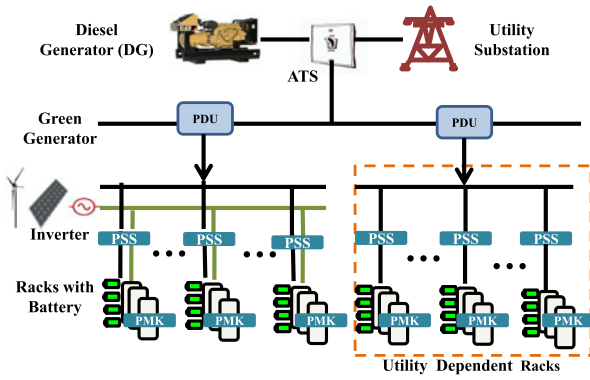 Diesel
Generator (DG)
ATS
Utility
Substation
Green
Generator
PDU
PDU
Inverter
PSS
PSS
PSS
PSS
PSS
PSS
Racks with
Battery
PMK
PMK
PMK
PMK
PMK
PMK
Utility Dependent Racks